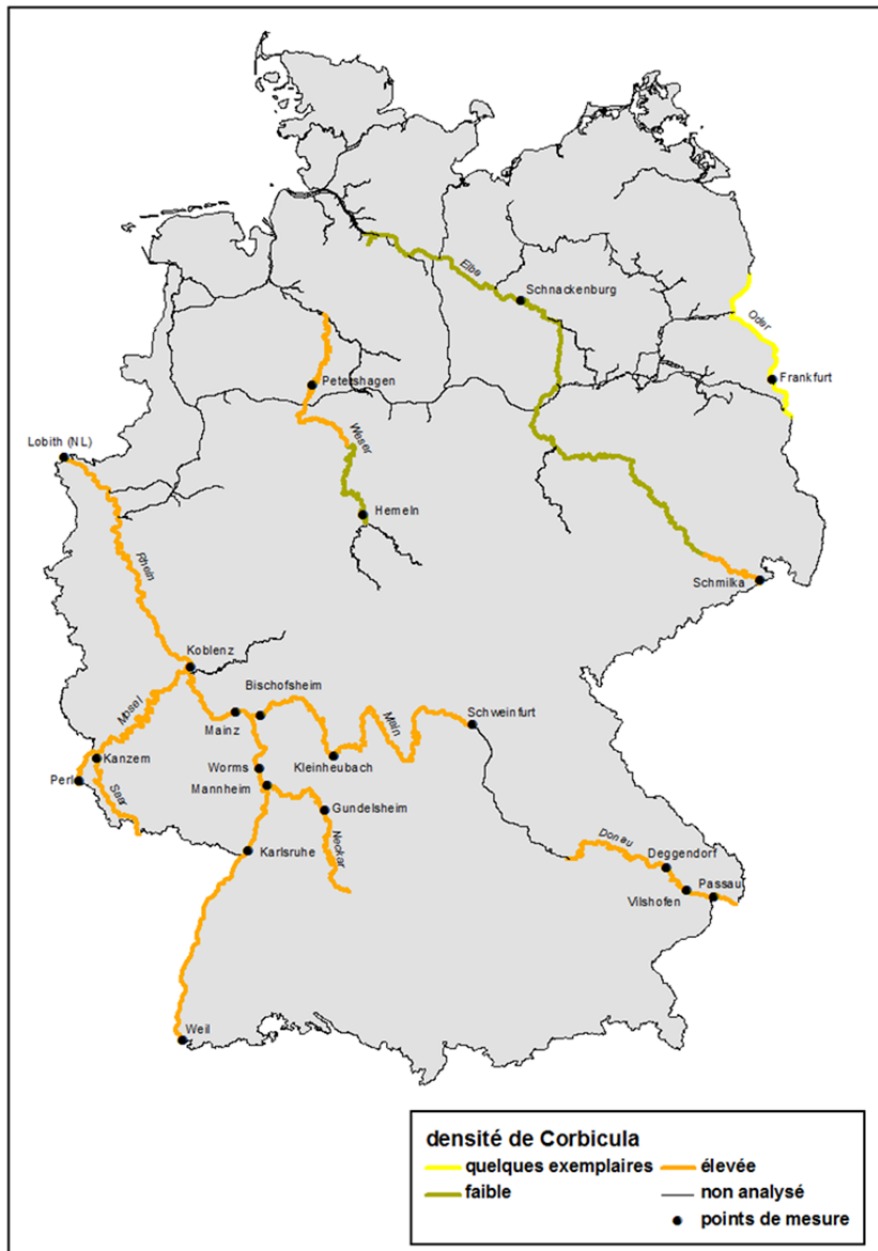 Elbe
Schnackenburg
Oder
Petershagen
Frankfurt
Weser
Lobith (NL)
Hemeln
Rhein
Schmilka
Koblenz
Bischofsheim
Mosel
Mainz
Main
Schweinfurt
Kanzem
Worms
Kleinheubach
Perl
Mannheim
Saar
Gundelsheim
Neckar
Donau
Karlsruhe
Deggendorf
Passau
Vilshofen
Weil
densité de Corbicula
quelques exemplaires
élevée
faible
non analysé
points de mesure